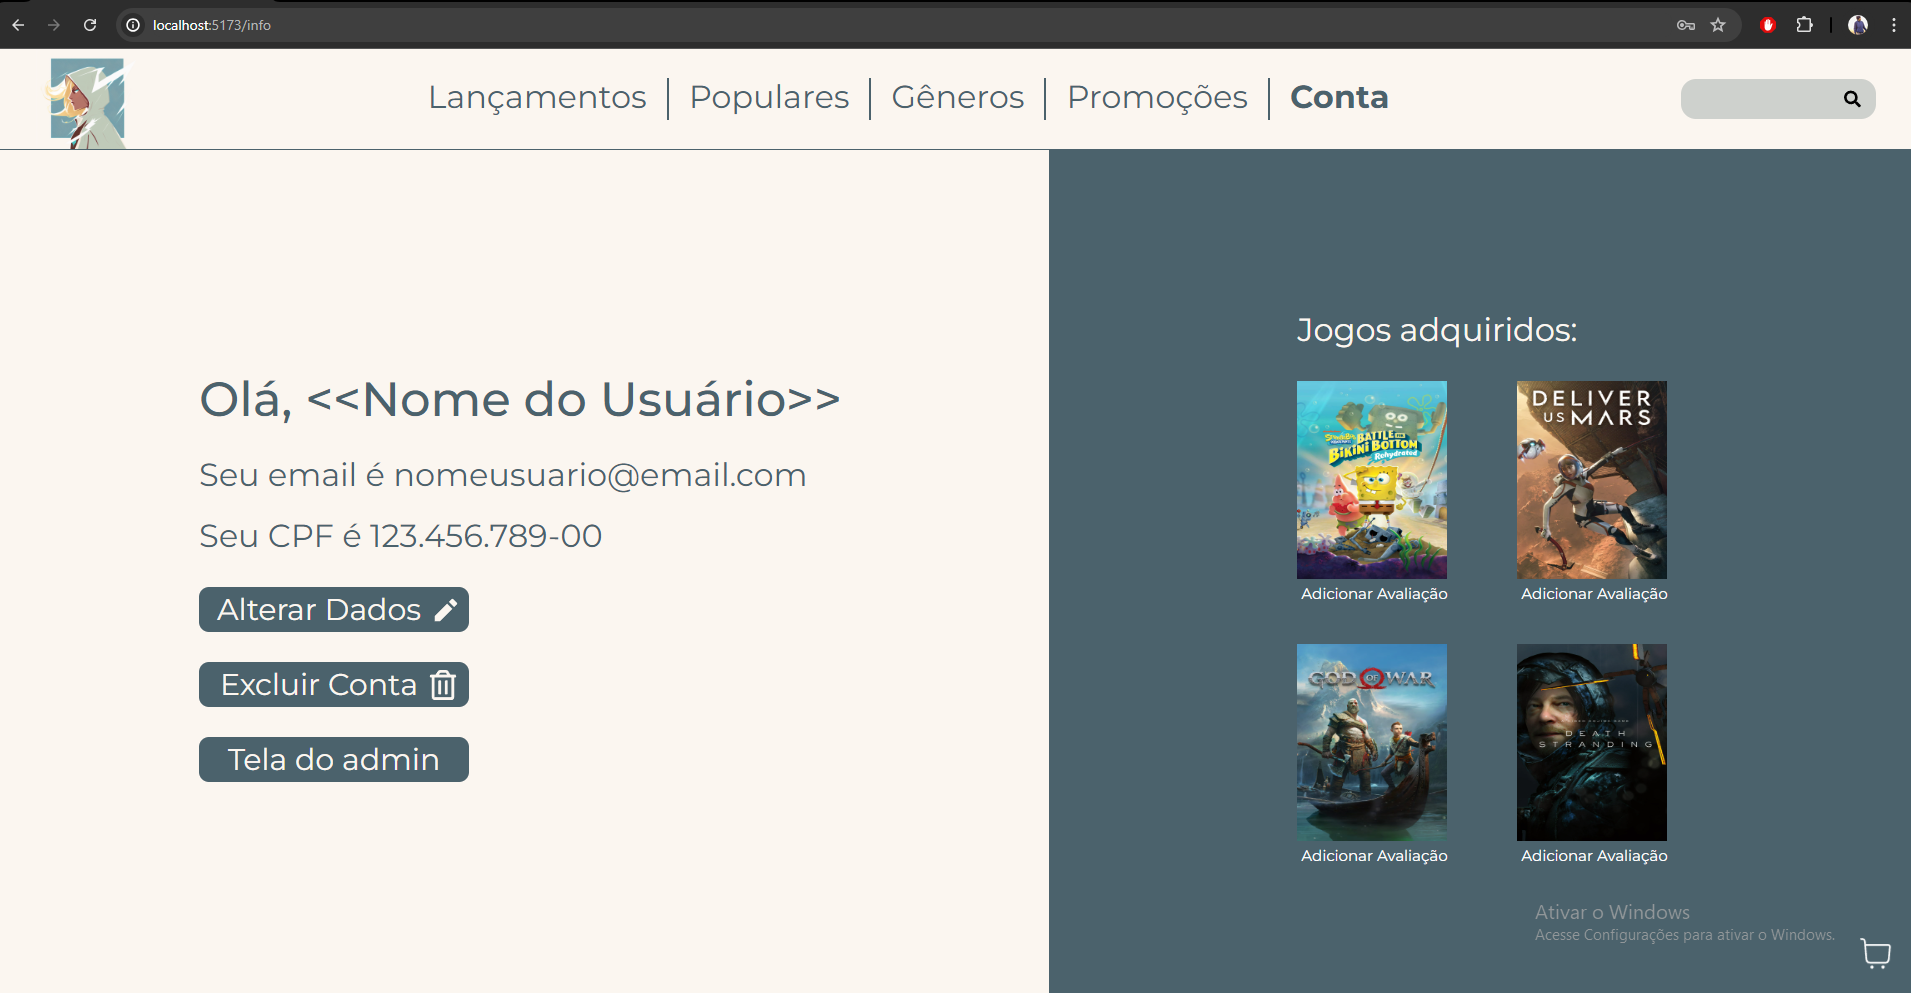 localhost:5173/info
Lançamentos
Populares
Gêneros
Promoções
Conta
Olá, <<Nome do Usuário>>
Seu email é nomeusuario@email.com
Seu CPF é 123.456.789-00
Alterar Dados
Excluir Conta
Tela do admin
Jogos adquiridos:
BATTLE FOR
BIKINI BOTTOM
Rehydrated
Adicionar Avaliação
DELIVER
US MARS
Adicionar Avaliação
GOD OF WAR
Adicionar Avaliação
DEATH
STRANDING
Adicionar Avaliação
Ativar o Windows
Acesse Configurações para ativar o Windows.